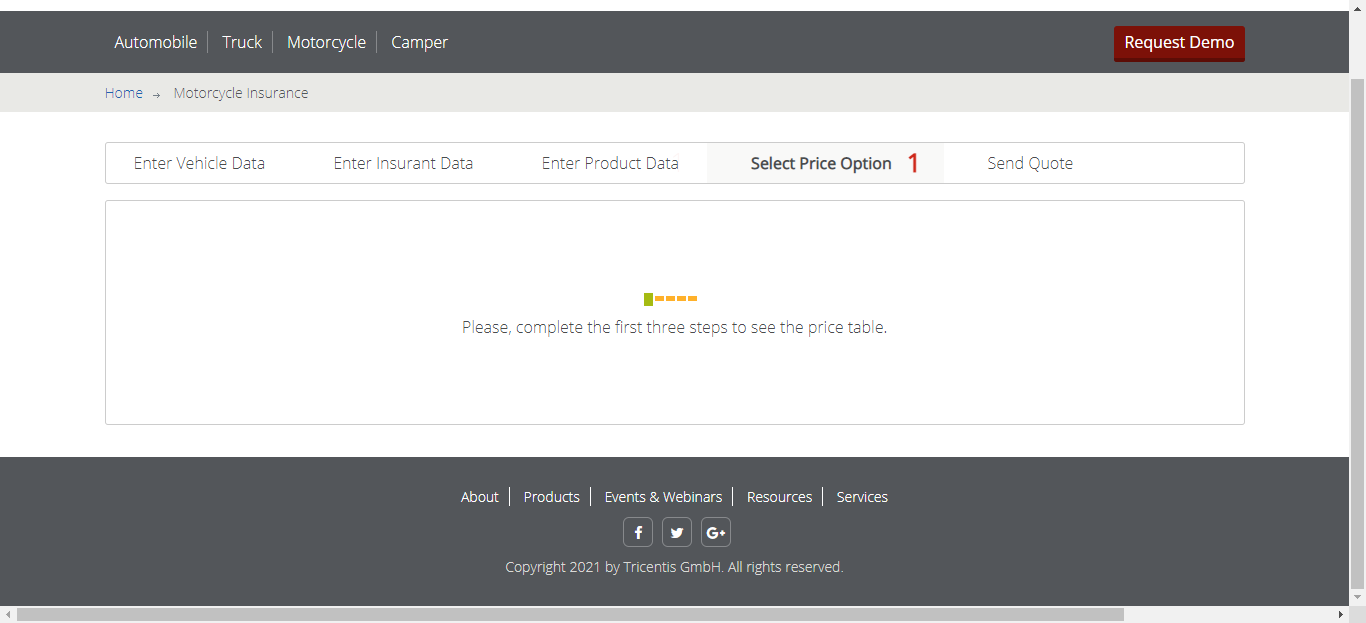 Automobile Truck Motorcycle Camper Request Demo
Home → Motorcycle Insurance
Enter Vehicle Data Enter Insurant Data Enter Product Data Select Price Option 1 Send Quote
Please, complete the first three steps to see the price table.
About Products Events & Webinars Resources Services
f G+
Copyright 2021 by Tricentis GmbH. All rights reserved.